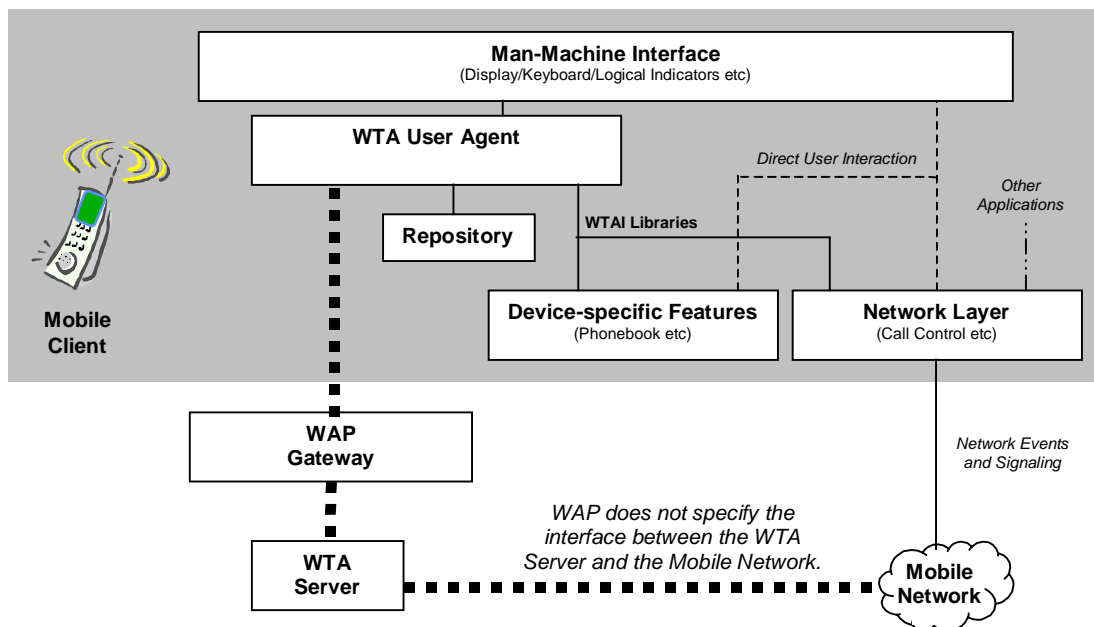 Man-Machine Interface
(Display/Keyboard/Logical Indicators etc)
WTA User Agent
Direct User Interaction
Other
Applications
Repository
WTAI Libraries
Device-specific Features
(Phonebook etc)
Network Layer
(Call Control etc)
Mobile
Client
WAP
Gateway
Network Events
and Signaling
WAP does not specify the
interface between the WTA
Server and the Mobile Network.
WTA
Server
Mobile
Network